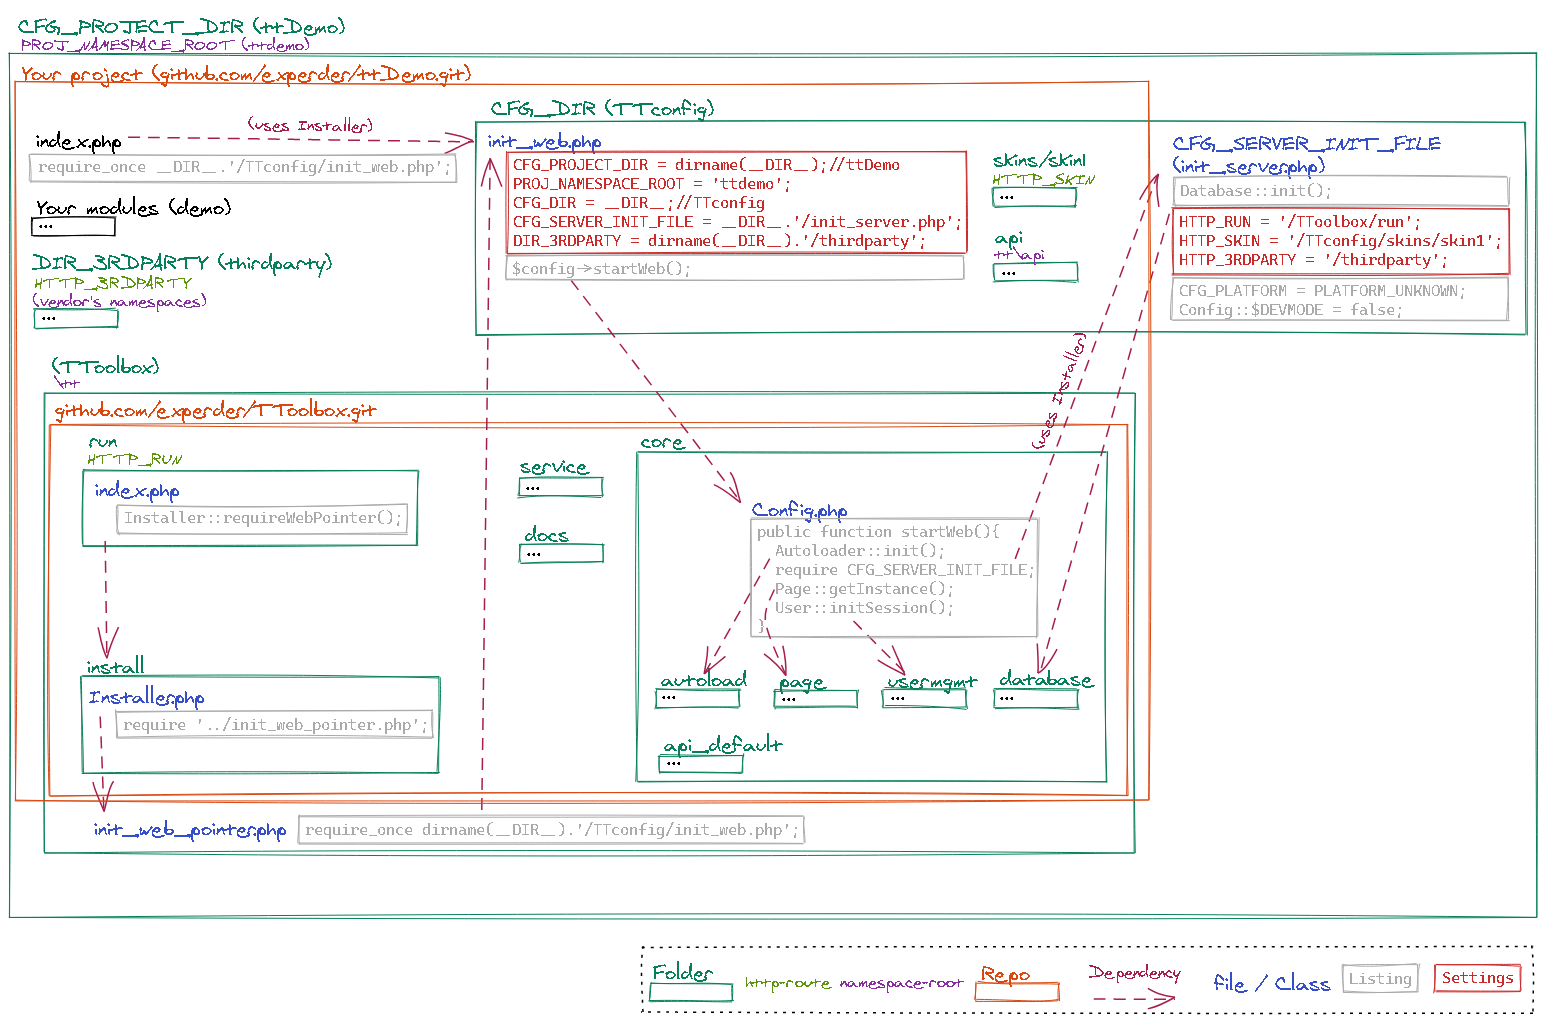 CFG_PROJECT_DIR (ttDemo)
PROJ_NAMESPACE_ROOT (ttdemo)
Your project (github.com/experder/ttDemo.git)
index.php
(uses Installer)
require_once __DIR__.'/TTconfig/init_web.php';
Your modules (demo)
...
DIR_3RDPARTY (thirdparty)
HTTP_3RDPARTY
(vendor's namespaces)
...
CFG_DIR (TTconfig)
init_web.php
CFG_PROJECT_DIR = dirname(__DIR__);//ttDemo
PROJ_NAMESPACE_ROOT = 'ttdemo';
CFG_DIR = __DIR__;//TTconfig
CFG_SERVER_INIT_FILE = __DIR__.'/init_server.php';
DIR_3RDPARTY = dirname(__DIR__).'/thirdparty';
$config->startWeb();
skins/skin1
HTTP_SKIN
...
api
tt\api
...
CFG_SERVER_INIT_FILE
(init_server.php)
Database::init();
HTTP_RUN = '/TToolbox/run';
HTTP_SKIN = '/TTconfig/skins/skin1';
HTTP_3RDPARTY = '/thirdparty';
CFG_PLATFORM = PLATFORM_UNKNOWN;
Config::$DEVMODE = false;
(uses Installer)
(TToolbox)
\tt
github.com/experder/TToolbox.git
run
HTTP_RUN
index.php
Installer::requireWebPointer();
install
Installer.php
require '../init_web_pointer.php';
service
...
docs
...
core
Config.php
public function startWeb(){
Autoloader::init();
require CFG_SERVER_INIT_FILE;
Page::getInstance();
User::initSession();
}
autoload
...
page
...
usermgmt
...
database
...
api_default
...
init_web_pointer.php
require_once dirname(__DIR__).'/TTconfig/init_web.php';
Folder
http-route
namespace-root
Repo
Dependency
file / Class
Listing
Settings